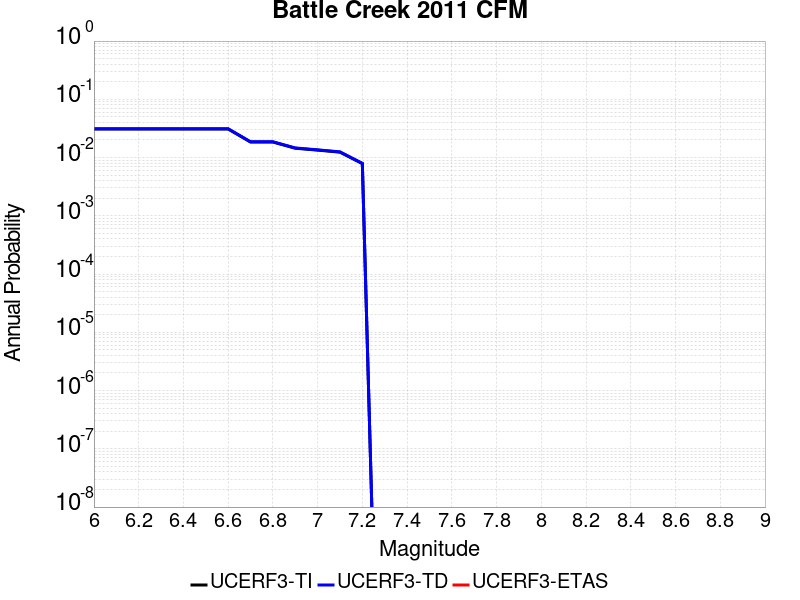 Battle Creek 2011 CFM
10^0
10^-1
10^-2
10^-3
10^-4
10^-5
10^-6
10^-7
10^-8
Annual Probability
6 6.2 6.4 6.6 6.8 7 7.2 7.4 7.6 7.8 8 8.2 8.4 8.6 8.8 9
Magnitude
UCERF3-TI UCERF3-TD UCERF3-ETAS